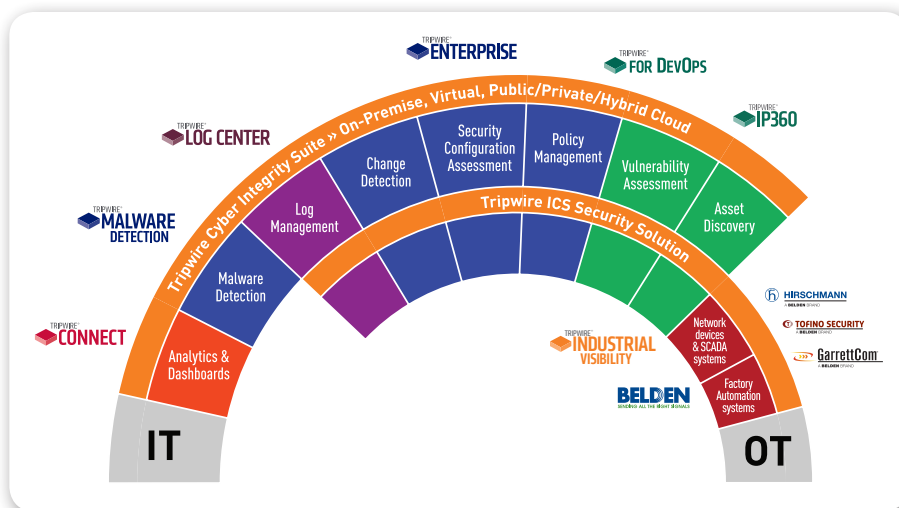 TRIPWIRE®
ENTERPRISE
TRIPWIRE®
FOR DEVOPS
TRIPWIRE®
IP360
TRIPWIRE®
LOG CENTER
TRIPWIRE®
MALWARE
DETECTION
TRIPWIRE®
CONNECT
Tripwire Cyber Integrity Suite » On-Premise, Virtual, Public/Private/Hybrid Cloud
Analytics &
Dashboards
Malware
Detection
Log
Management
Change
Detection
Security
Configuration
Assessment
Policy
Management
Vulnerability
Assessment
Asset
Discovery
Tripwire ICS Security Solution
Network
devices
& SCADA
systems
Factory
Automation
systems
TRIPWIRE®
INDUSTRIAL
VISIBILITY
BELDEN
SENDING ALL THE RIGHT SIGNALS
HIRSCHMANN
A BELDEN BRAND
TOFINO SECURITY
A BELDEN BRAND
GarrettCom
A BELDEN BRAND
IT
OT